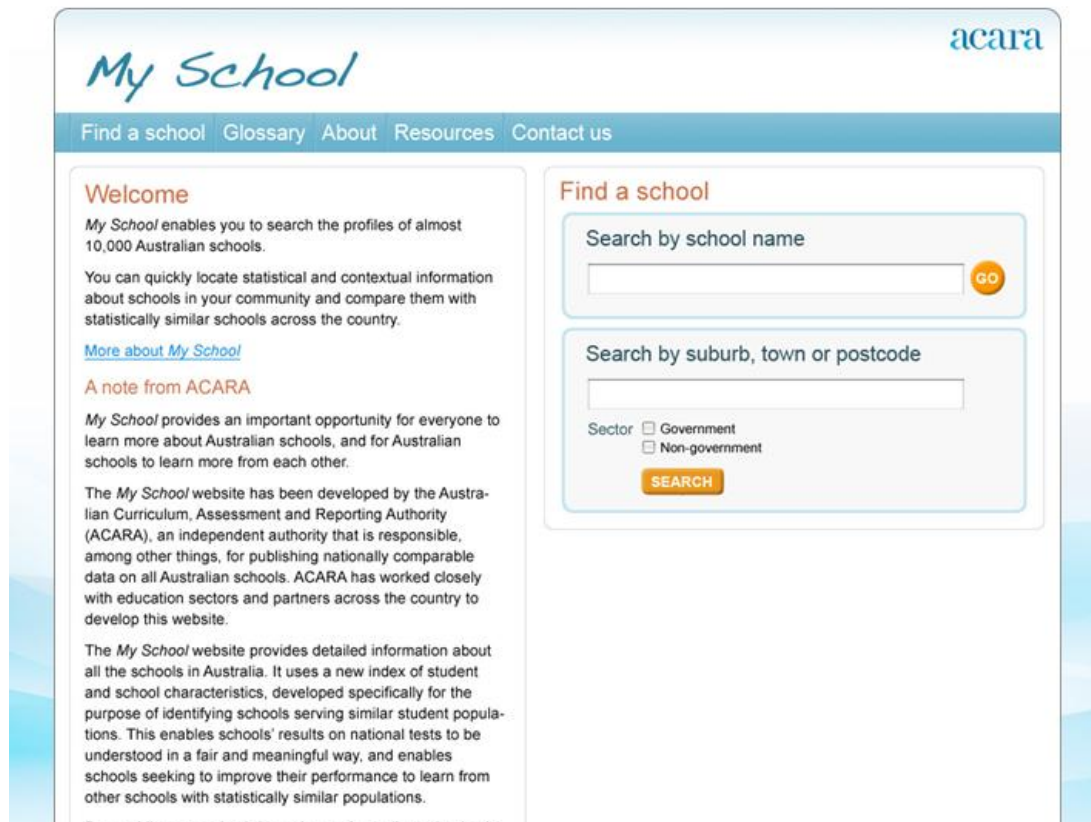 acara
My School
Find a school Glossary About Resources Contact us
Welcome
My School enables you to search the profiles of almost
10,000 Australian schools.
You can quickly locate statistical and contextual information
about schools in your community and compare them with
statistically similar schools across the country.
More about My School
A note from ACARA
My School provides an important opportunity for everyone to
learn more about Australian schools, and for Australian
schools to learn more from each other.
The My School website has been developed by the Austra-
lian Curriculum, Assessment and Reporting Authority
(ACARA), an independent authority that is responsible,
among other things, for publishing nationally comparable
data on all Australian schools. ACARA has worked closely
with education sectors and partners across the country to
develop this website.
The My School website provides detailed information about
all the schools in Australia. It uses a new index of student
and school characteristics, developed specifically for the
purpose of identifying schools serving similar student popula-
tions. This enables schools' results on national tests to be
understood in a fair and meaningful way, and enables
schools seeking to improve their performance to learn from
other schools with statistically similar populations.
Find a school
Search by school name
GO
Search by suburb, town or postcode
Sector Government
Non-government
SEARCH